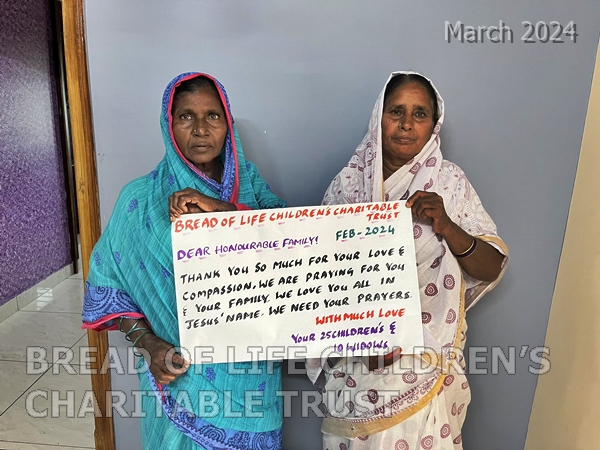 March 2024
BREAD OF LIFE CHILDREN'S CHARITABLE
TRUST
FEB-2024
DEAR HONOURABLE FAMILY!
THANK YOU SO MUCH FOR YOUR LOVE &
COMPASSION. WE ARE PRAYING FOR YOU
& YOUR FAMILY. WE LOVE YOU ALL IN
JESUS' NAME. WE NEED YOUR PRAYERS.
WITH MUCH LOVE
YOUR 25 CHILDREN'S &
10 WIDOWS
BREAD OF LIFE CHILDREN'S
CHARITABLE TRUST